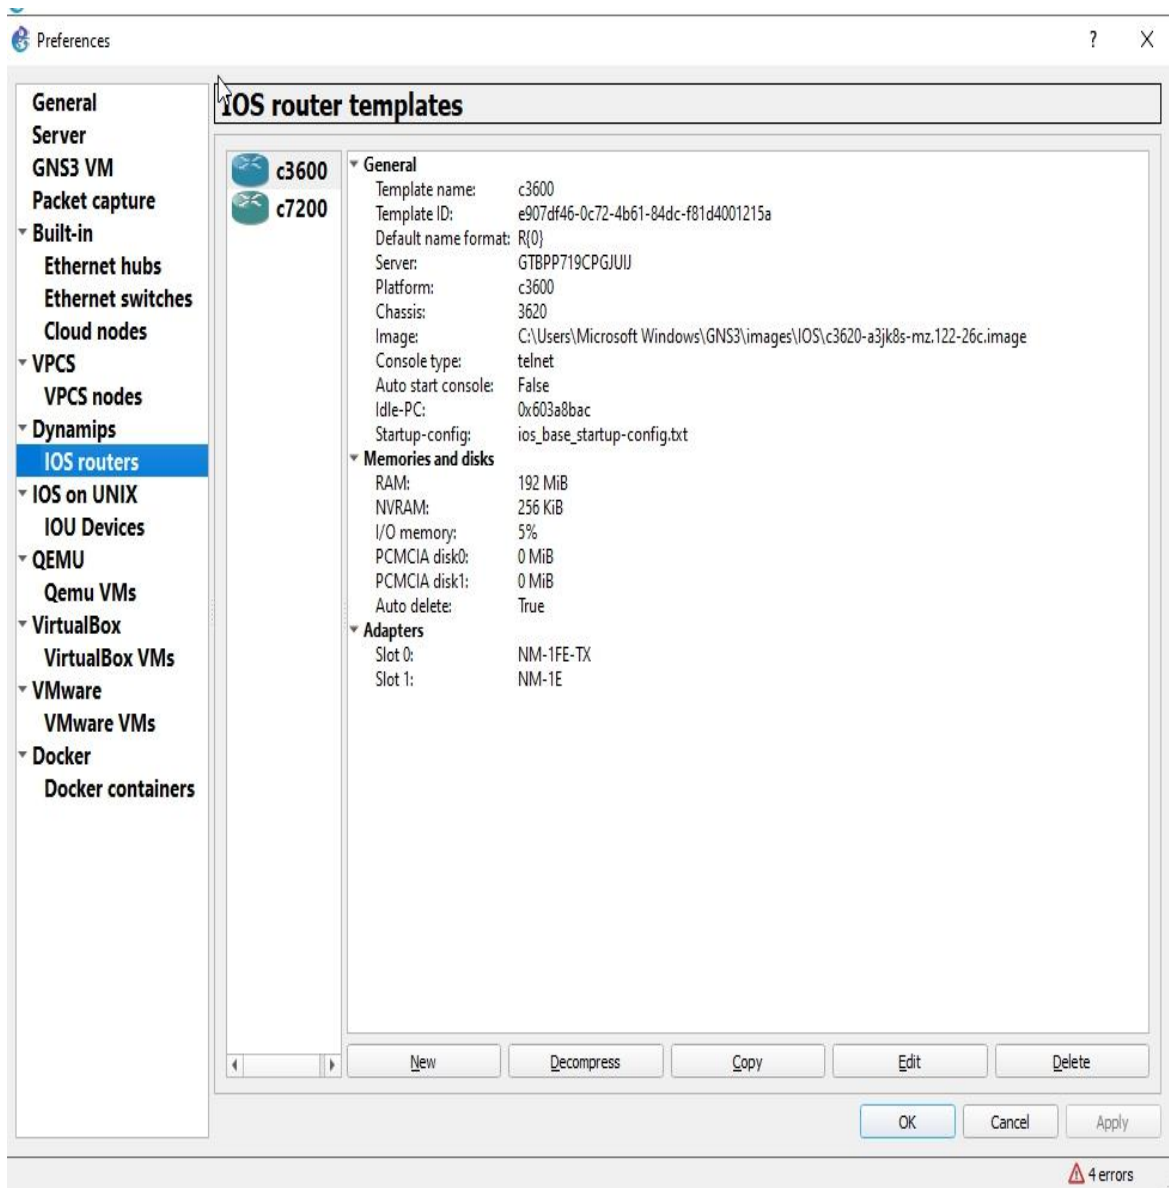 Preferences
? X
General
Server
GNS3 VM
Packet capture
Built-in
Ethernet hubs
Ethernet switches
Cloud nodes
VPCS
VPCS nodes
Dynamips
IOS routers
IOS on UNIX
IOU Devices
QEMU
Qemu VMs
VirtualBox
VirtualBox VMs
VMware
VMware VMs
Docker
Docker containers
IOS router templates
c3600
c7200
General
Template name: c3600
Template ID: e907df46-0c72-4b61-84dc-f81d4001215a
Default name format: R{0}
Server: GTBPP719CPGJUIJ
Platform: c3600
Chassis: 3620
Image: C:\Users\Microsoft Windows\GNS3\images\IOS\c3620-a3jk8s-mz.122-26c.image
Console type: telnet
Auto start console: False
Idle-PC: 0x603a8bac
Startup-config: ios_base_startup-config.txt
Memories and disks
RAM: 192 MiB
NVRAM: 256 KiB
I/O memory: 5%
PCMCIA disk0: 0 MiB
PCMCIA disk1: 0 MiB
Auto delete: True
Adapters
Slot 0: NM-1FE-TX
Slot 1: NM-1E
New Decompress Copy Edit Delete
OK Cancel Apply
4 errors